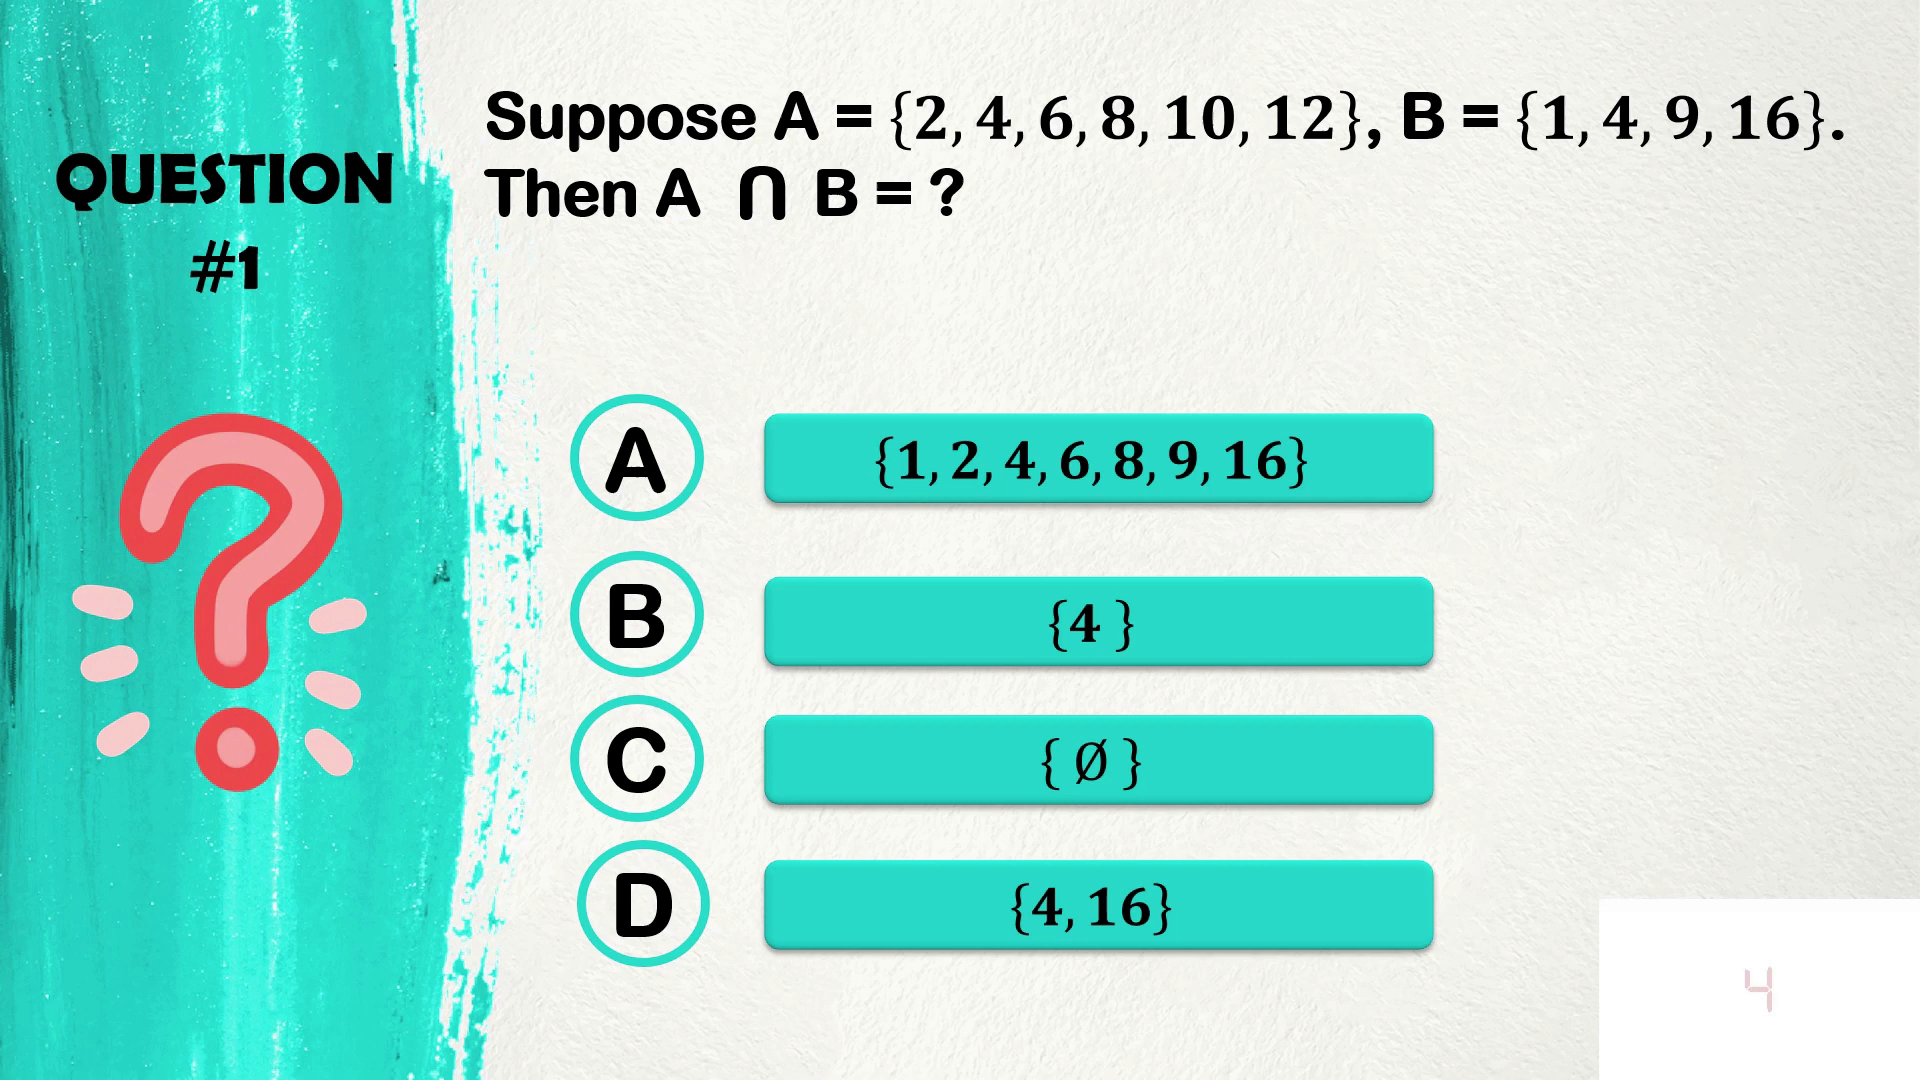 QUESTION
#1
Suppose A = {2, 4, 6, 8, 10, 12}, B = {1, 4, 9, 16}.
Then A ∩ B = ?
A {1, 2, 4, 6, 8, 9, 16}
B {4 }
C { Ø }
D {4, 16}
4